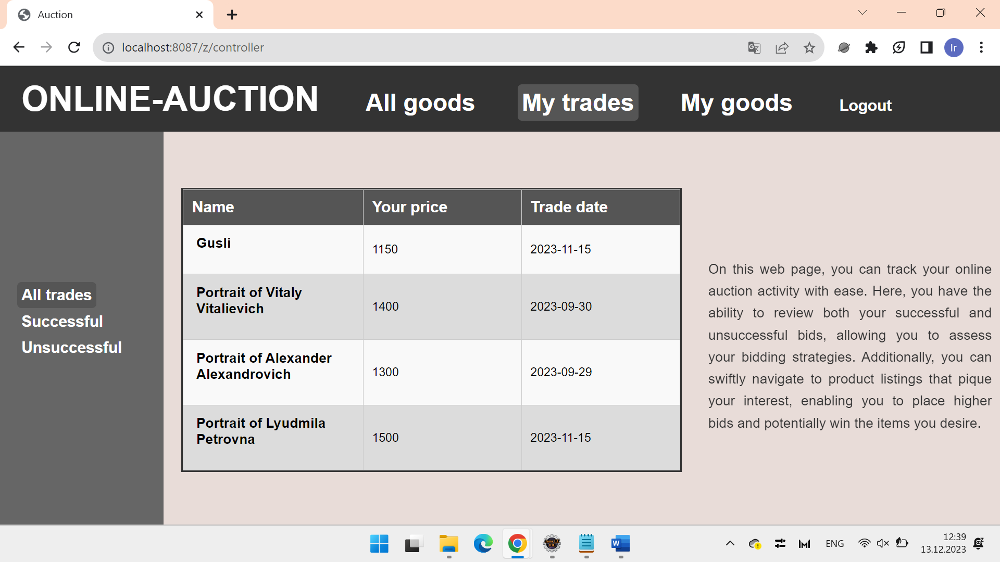 Auction
localhost:8087/z/controller
Ir
ONLINE-AUCTION
All goods
My trades
My goods
Logout
All trades
Successful
Unsuccessful
Name Your price Trade date
Gusli 1150 2023-11-15
Portrait of Vitaly
Vitalievich
1400 2023-09-30
Portrait of Alexander
Alexandrovich
1300 2023-09-29
Portrait of Lyudmila
Petrovna
1500 2023-11-15
On this web page, you can track your online
auction activity with ease. Here, you have the
ability to review both your successful and
unsuccessful bids, allowing you to assess
your bidding strategies. Additionally, you can
swiftly navigate to product listings that pique
your interest, enabling you to place higher
bids and potentially win the items you desire.
ENG
12:39
13.12.2023